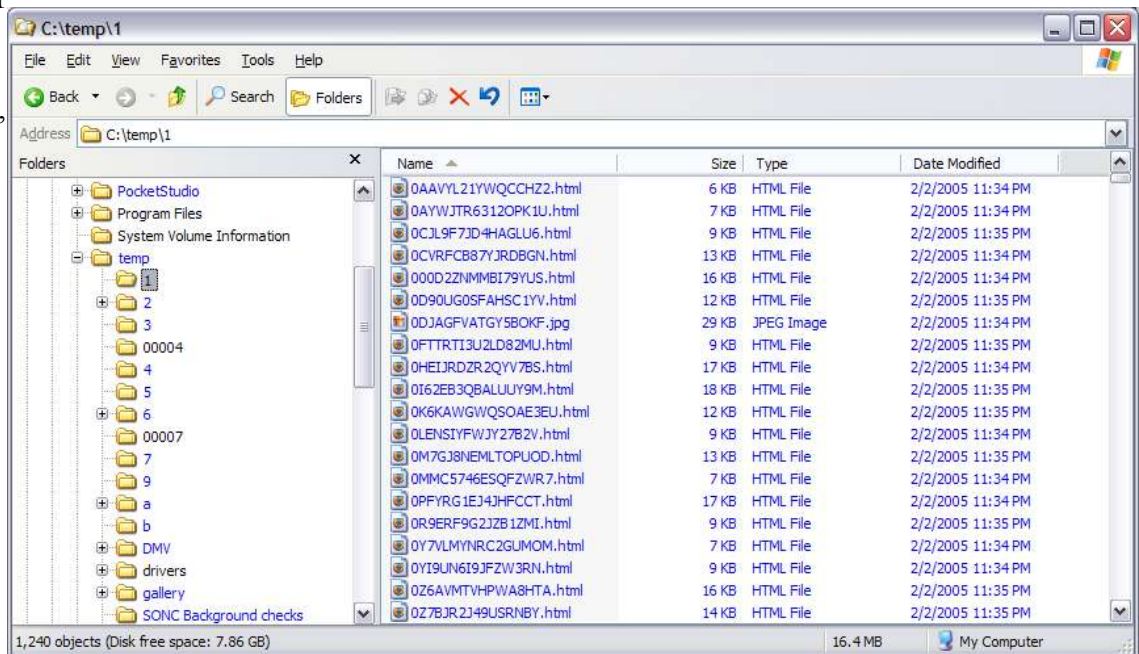 C:\temp\1
File Edit View Favorites Tools Help
Back Search Folders
,
Address C:\temp\1
Folders x Name Size Type Date Modified
PocketStudio
Program Files
System Volume Information
temp
1
2
3
00004
4
5
6
00007
7
9
a
b
DMV
drivers
gallery
SONC Background checks
0AAVYL21YWQCCHZ2.html 6 KB HTML File 2/2/2005 11:34 PM
0AYWJTR6312OPK1U.html 7 KB HTML File 2/2/2005 11:34 PM
0CJL9F7JD4HAGLU6.html 9 KB HTML File 2/2/2005 11:35 PM
0CVRFCB87YJRDBGN.html 13 KB HTML File 2/2/2005 11:34 PM
000D2ZNMMBI79YUS.html 16 KB HTML File 2/2/2005 11:34 PM
0D90UG0SFAHSC1YV.html 12 KB HTML File 2/2/2005 11:35 PM
0DJAGFVATGY5BOKF.jpg 29 KB JPEG Image 2/2/2005 11:34 PM
0FTTRTI3U2LD82MU.html 9 KB HTML File 2/2/2005 11:35 PM
0HEIJRDZR2QYV7BS.html 17 KB HTML File 2/2/2005 11:34 PM
0I62EB3QBALUUY9M.html 18 KB HTML File 2/2/2005 11:35 PM
0K6KAWGWQSOAE3EU.html 12 KB HTML File 2/2/2005 11:34 PM
0LENSIYFWJY27B2V.html 9 KB HTML File 2/2/2005 11:34 PM
0M7GJ8NEMLTOPUOD.html 13 KB HTML File 2/2/2005 11:34 PM
0MMC5746ESQFZWR7.html 7 KB HTML File 2/2/2005 11:34 PM
0PFYRG1EJ4JHFCCT.html 17 KB HTML File 2/2/2005 11:34 PM
0R9ERF9G2JZB1ZMI.html 9 KB HTML File 2/2/2005 11:35 PM
0Y7VLMYNRC2GUMOM.html 7 KB HTML File 2/2/2005 11:34 PM
0YI9UN6I9JFZW3RN.html 9 KB HTML File 2/2/2005 11:34 PM
0Z6AVMTVHPWA8HTA.html 16 KB HTML File 2/2/2005 11:35 PM
0Z7BJR2J49USRNBY.html 14 KB HTML File 2/2/2005 11:35 PM
1,240 objects (Disk free space: 7.86 GB) 16.4 MB My Computer